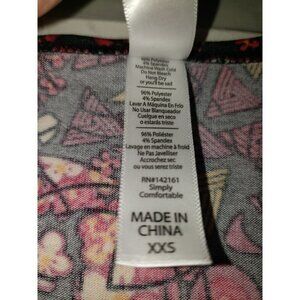 96% Polyester
4% Spandex
Machine Wash Cold
Do Not Bleach
Hang Dry
or you'll be sad
96% Polyester
4% Spandex
Lavar A Máquina En Frío
No Usar Blanqueador
Cuelgue en seco
o estarás triste
96% Poliéster
4% Spandex
Lavage en machine à froid
Ne Pas Javelliser
Accrochez sec
ou vous serez triste
RN#142161
Simply
Comfortable
MADE IN
CHINA
XXS